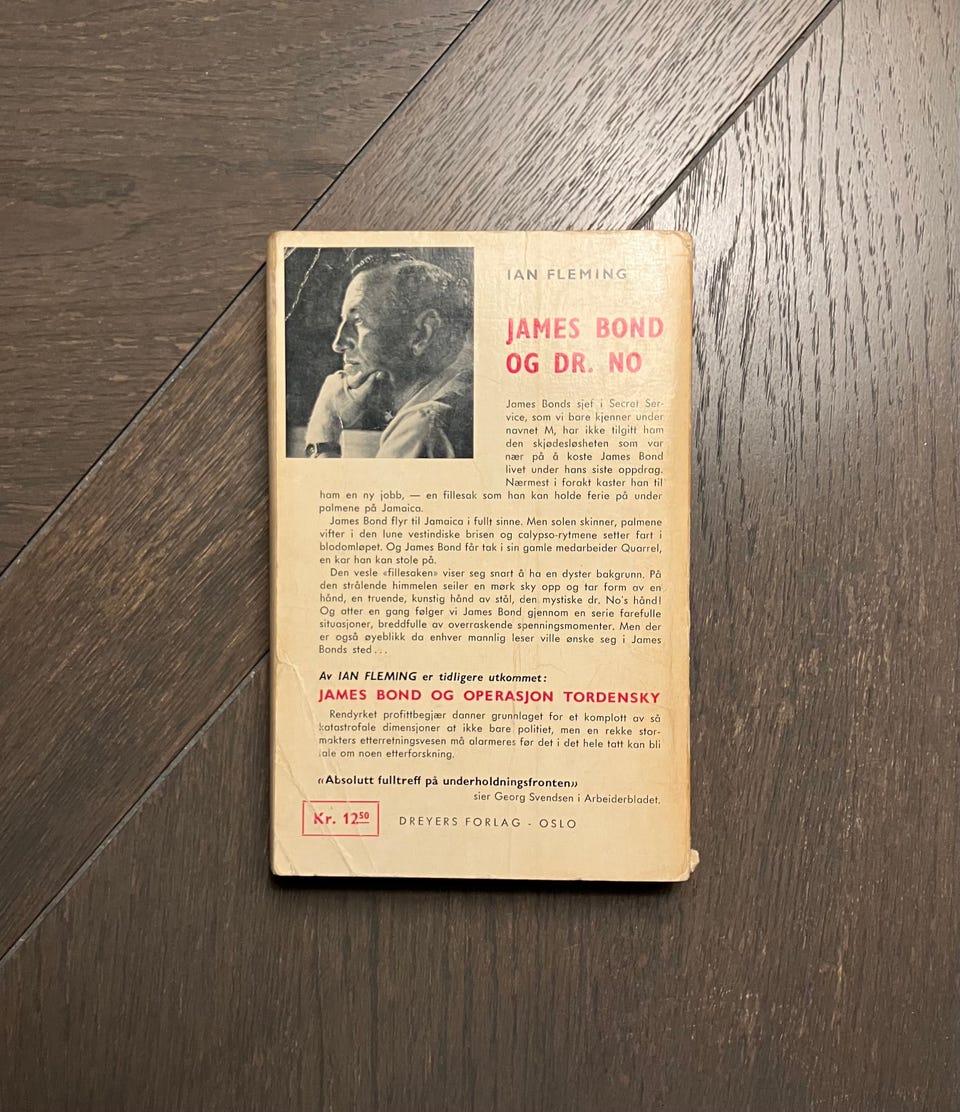 IAN FLEMING
JAMES BOND
OG DR. NO
James Bonds sjef i Secret Ser-
vice, som vi bare kjenner under
navnet M, har ikke tilgitt ham
den skjødesløsheten som var
nær på å koste James Bond
livet under hans siste oppdrag.
Nærmest i forakt kaster han til
ham en ny jobb, — en fillesak som han kan holde ferie på under
palmene på Jamaica.
James Bond flyr til Jamaica i fullt sinne. Men solen skinner, palmene
vifter i den lune vestindiske brisen og calypso-rytmene setter fart i
blodomløpet. Og James Bond får tak i sin gamle medarbeider Quarrel,
en kar han kan stole på.
Den vesle «fillesaken» viser seg snart å ha en dyster bakgrunn. På
den strålende himmelen seiler en mørk sky opp og tar form av en
hånd, en truende, kunstig hånd av stål, den mystiske dr. No's hånd!
Og atter en gang følger vi James Bond gjennom en serie farefulle
situasjoner, breddfulle av overraskende spenningsmomenter. Men der
er også øyeblikk da enhver mannlig leser ville ønske seg i James
Bonds sted . . .
Av IAN FLEMING er tidligere utkommet:
JAMES BOND OG OPERASJON TORDENSKY
Rendyrket profittbegjær danner grunnlaget for et komplott av så
katastrofale dimensjoner at ikke bare politiet, men en rekke stor-
makters etterretningsvesen må alarmeres før det i det hele tatt kan bli
tale om noen etterforskning.
«Absolutt fulltreff på underholdningsfronten»
sier Georg Svendsen i Arbeiderbladet.
Kr. 1250
DREYERS FORLAG - OSLO